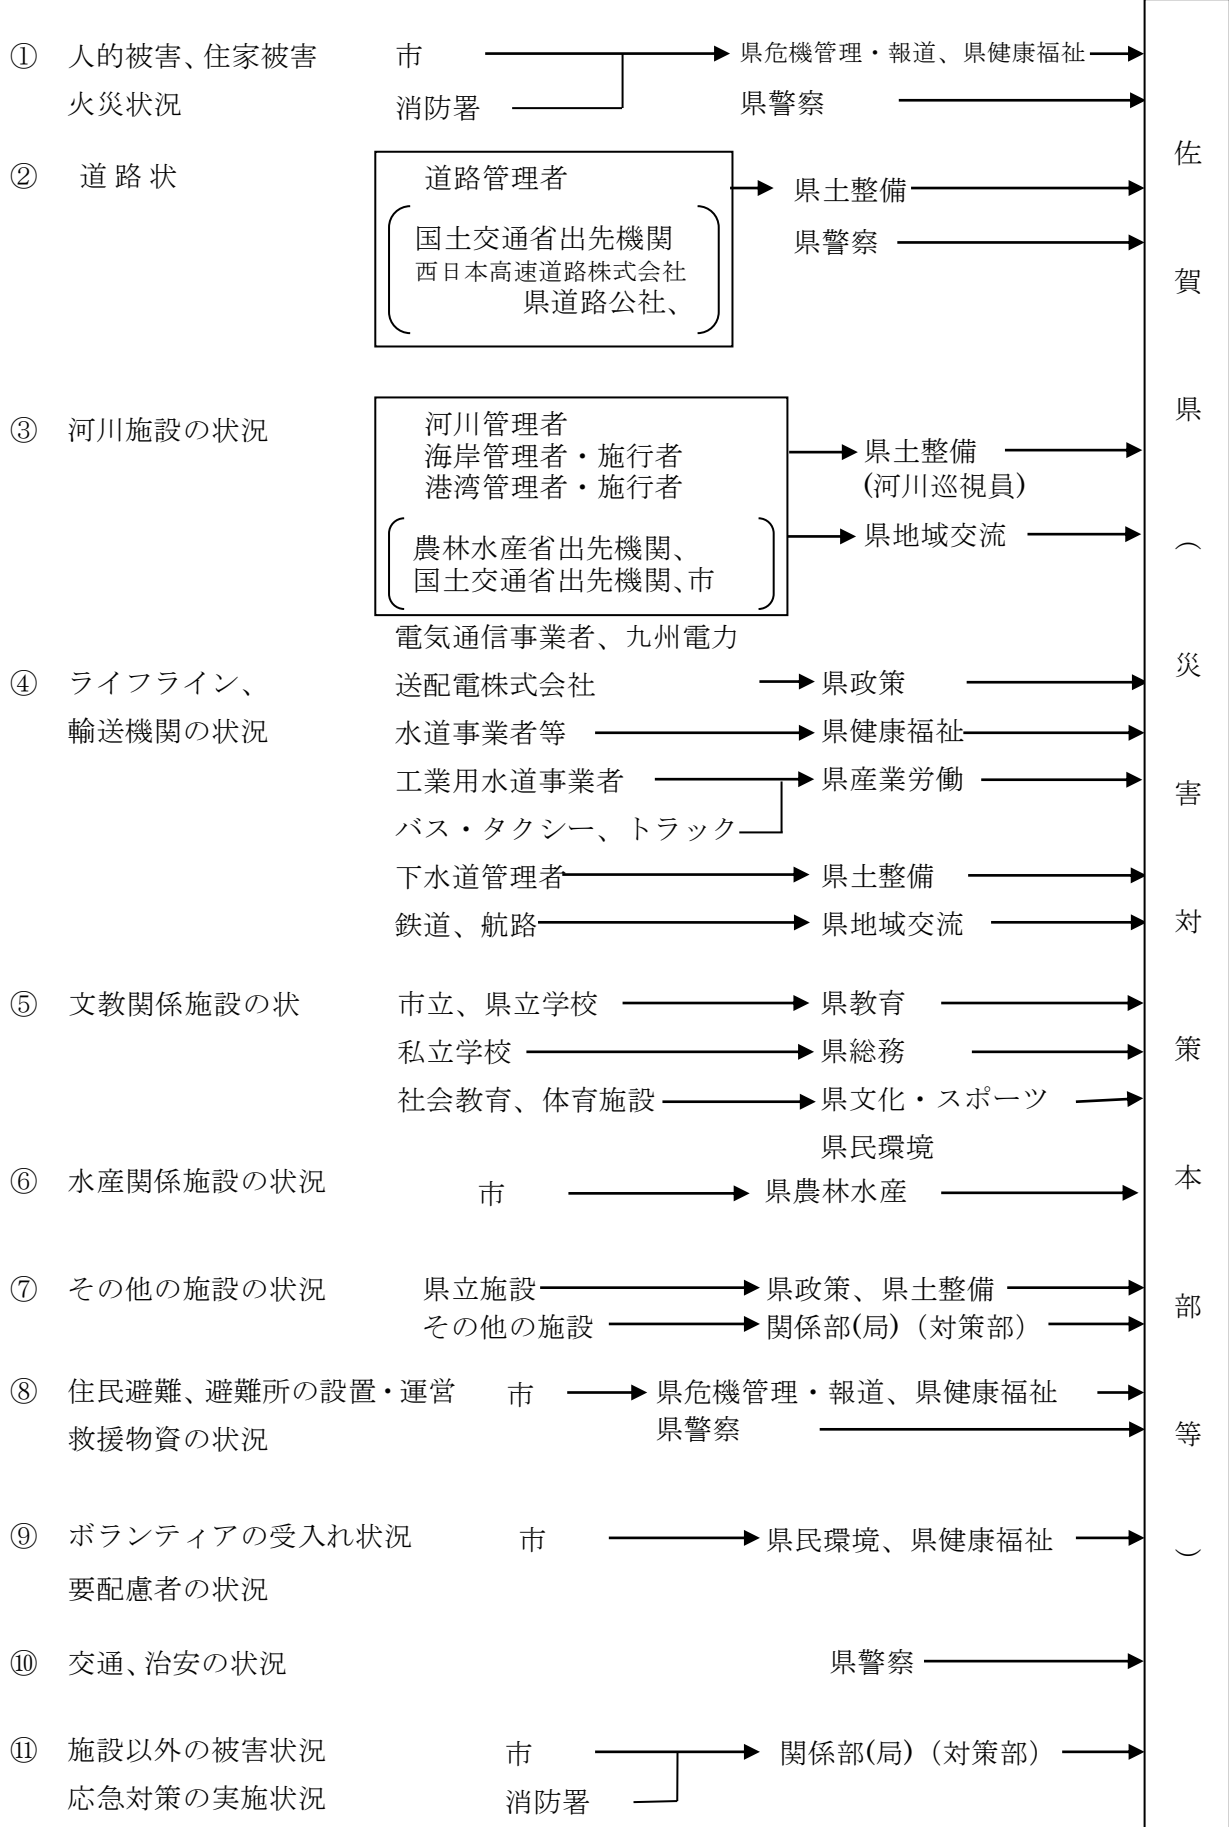 ① 人的被害、住家被害 市 県危機管理・報道、県健康福祉
火災状況 消防署 県警察
② 道路状 道路管理者 県土整備
国土交通省出先機関 県警察
西日本高速道路株式会社
県道路公社、
③ 河川施設の状況 河川管理者
海岸管理者・施行者 県土整備
港湾管理者・施行者 (河川巡視員)
農林水産省出先機関、 県地域交流
国土交通省出先機関、市
電気通信事業者、九州電力
④ ライフライン、 送配電株式会社 県政策
輸送機関の状況 水道事業者等 県健康福祉
工業用水道事業者 県産業労働
バス・タクシー、トラック
下水道管理者 県土整備
鉄道、航路 県地域交流
⑤ 文教関係施設の状 市立、県立学校 県教育
私立学校 県総務
社会教育、体育施設 県文化・スポーツ
県民環境
⑥ 水産関係施設の状況 市 県農林水産
⑦ その他の施設の状況 県立施設 県政策、県土整備
その他の施設 関係部(局)（対策部）
⑧ 住民避難、避難所の設置・運営 市 県危機管理・報道、県健康福祉
救援物資の状況 県警察
⑨ ボランティアの受入れ状況 市 県民環境、県健康福祉
要配慮者の状況
⑩ 交通、治安の状況 県警察
⑪ 施設以外の被害状況 市 関係部(局)（対策部）
応急対策の実施状況 消防署
佐賀県（災害対策本部等）